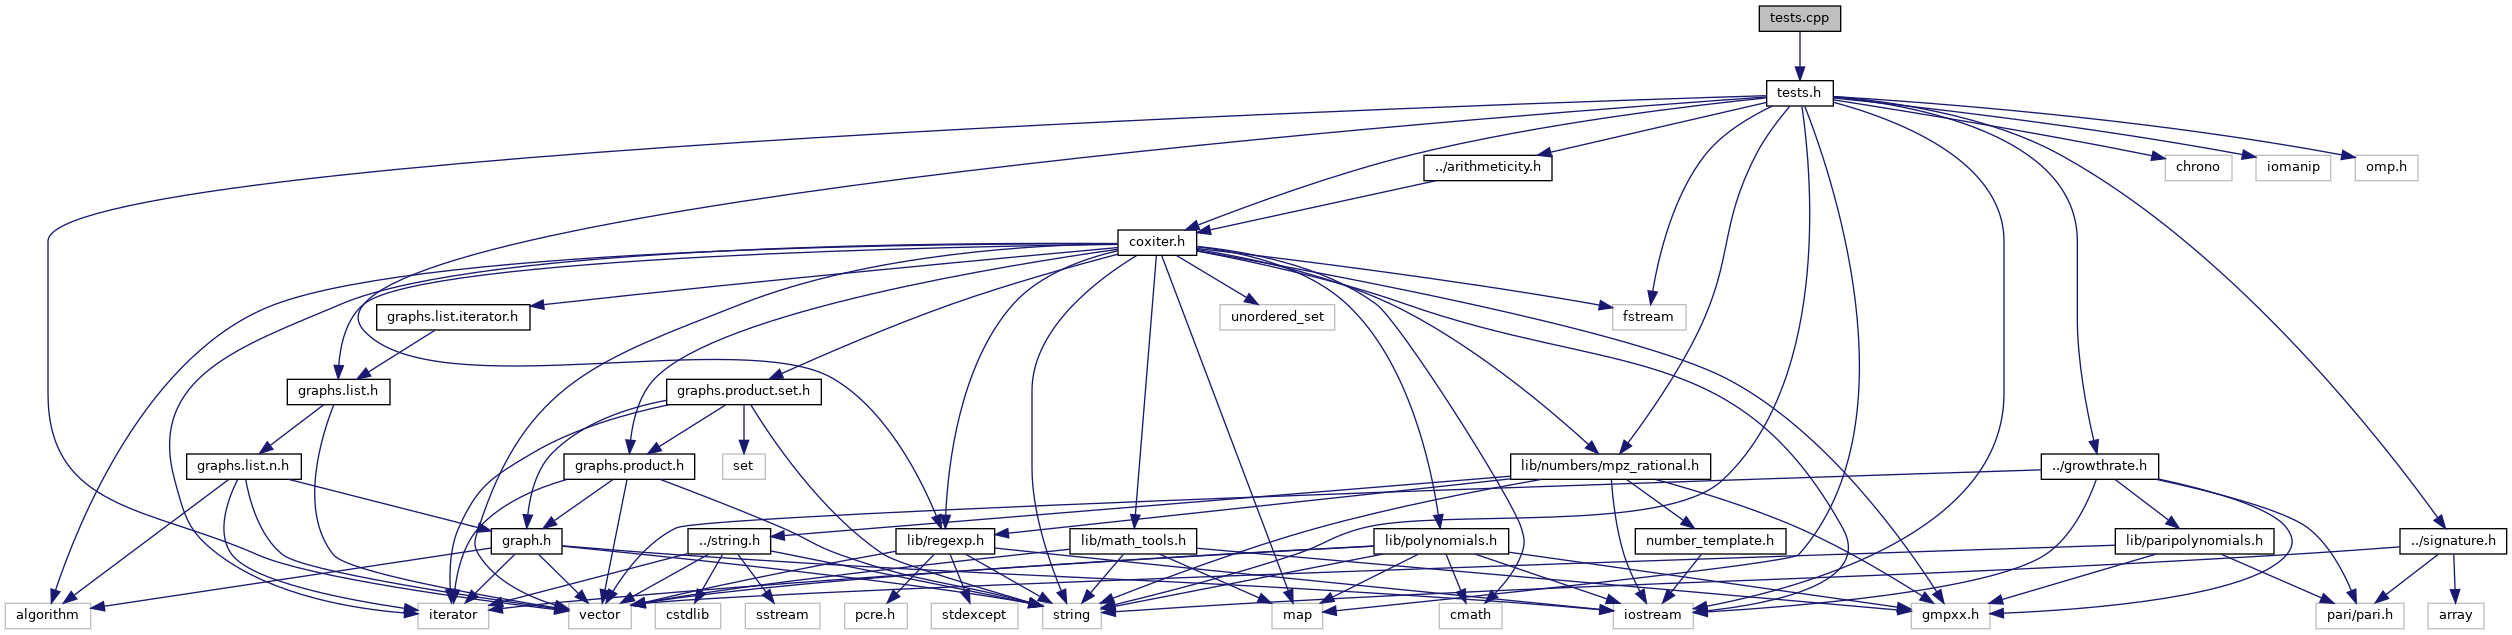 tests.cpp
tests.h
../arithmeticity.h
chrono
iomanip
omp.h
coxiter.h
graphs.list.iterator.h
unordered_set
fstream
graphs.list.h
graphs.product.set.h
graphs.list.n.h
graphs.product.h
set
lib/numbers/mpz_rational.h
../growthrate.h
graph.h
../string.h
lib/regexp.h
lib/math_tools.h
lib/polynomials.h
number_template.h
lib/paripolynomials.h
../signature.h
algorithm
iterator
vector
cstdlib
sstream
pcre.h
stdexcept
string
map
cmath
iostream
gmpxx.h
pari/pari.h
array